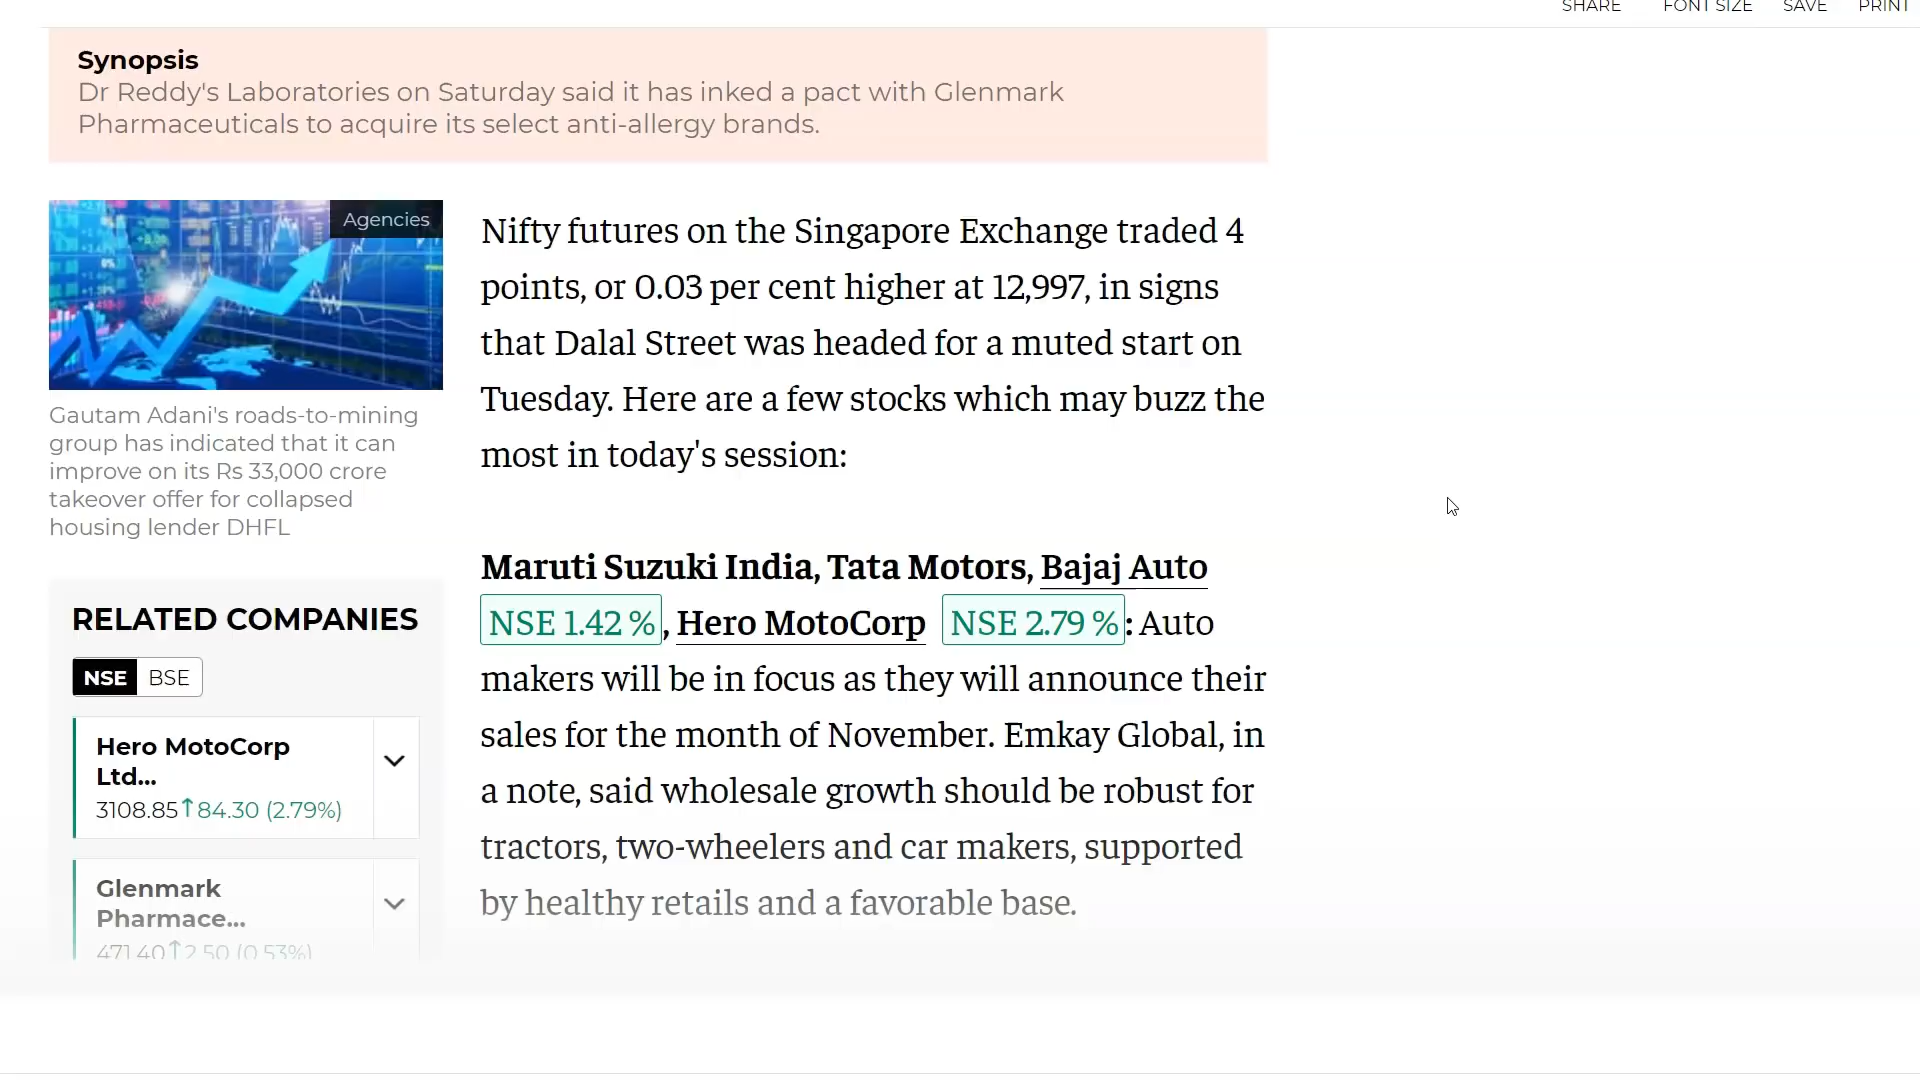 SHARE FONT SIZE SAVE PRINT
Synopsis
Dr Reddy's Laboratories on Saturday said it has inked a pact with Glenmark
Pharmaceuticals to acquire its select anti-allergy brands.
Agencies
Gautam Adani's roads-to-mining
group has indicated that it can
improve on its Rs 33,000 crore
takeover offer for collapsed
housing lender DHFL
RELATED COMPANIES
NSE BSE
Hero MotoCorp
Ltd...
3108.85↑84.30 (2.79%)
Glenmark
Pharmace...
471.40↑2.50 (0.53%)
Nifty futures on the Singapore Exchange traded 4
points, or 0.03 per cent higher at 12,997, in signs
that Dalal Street was headed for a muted start on
Tuesday. Here are a few stocks which may buzz the
most in today's session:
Maruti Suzuki India, Tata Motors, Bajaj Auto
NSE 1.42 %, Hero MotoCorp NSE 2.79 %: Auto
makers will be in focus as they will announce their
sales for the month of November. Emkay Global, in
a note, said wholesale growth should be robust for
tractors, two-wheelers and car makers, supported
by healthy retails and a favorable base.